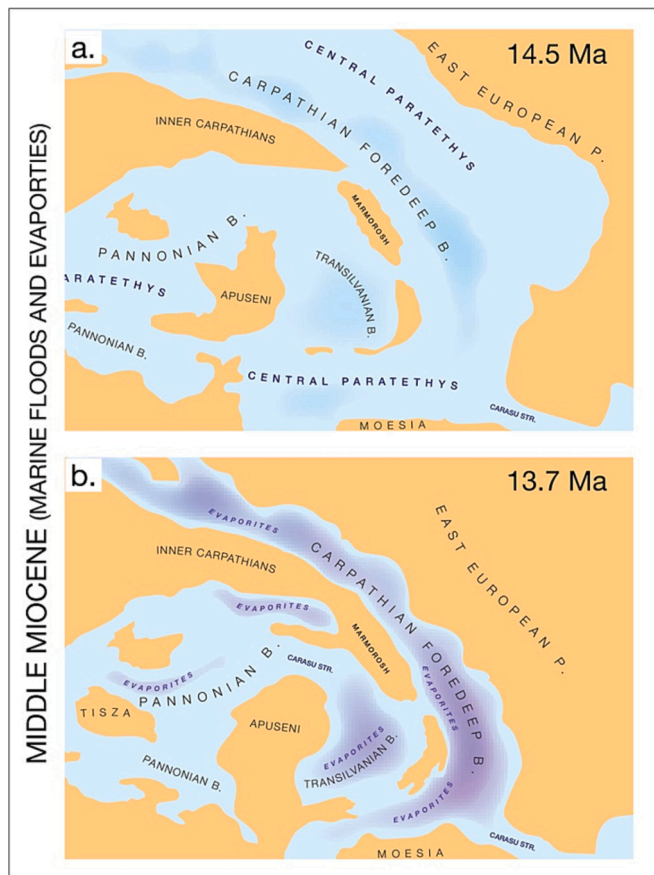 MIDDLE MIOCENE (MARINE FLOODS AND EVAPORTIES)
a.
14.5 Ma
CENTRAL PARATETHYS
EAST EUROPEAN P.
CARPATHIAN FOREDEEP B.
INNER CARPATHIANS
MARMOROSH
PANNONIAN B.
TRANSILVANIAN B.
ARATETHYS
APUSENI
PANNONIAN B.
CENTRAL PARATETHYS
CARASU STR.
MOESIA
b.
13.7 Ma
EVAPORITES
EAST EUROPEAN P.
CARPATHIAN FOREDEEP B.
INNER CARPATHIANS
EVAPORITES
MARMOROSH
CARASU STR.
EVAPORITES
EVAPORITES
PANNONIAN B.
TISZA
APUSENI
EVAPORITES
TRANSILVANIAN B.
PANNONIAN B.
EVAPORITES
CARASU STR.
MOESIA